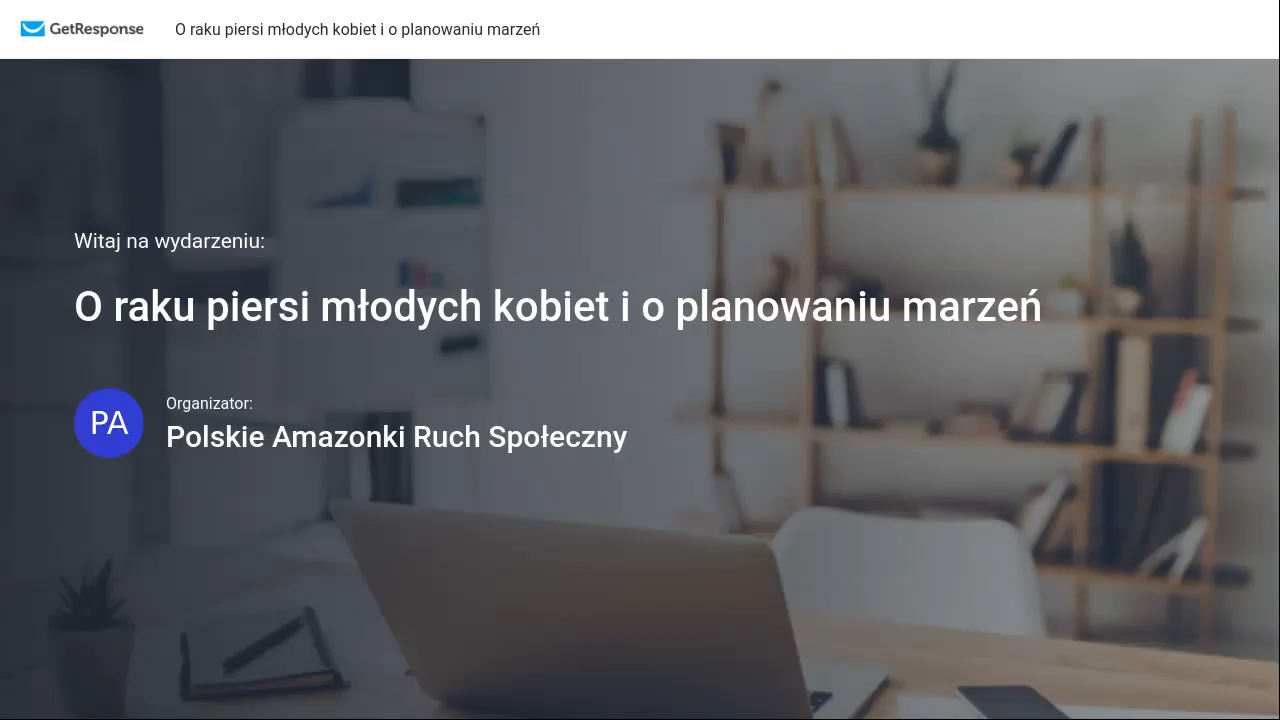 GetResponse
O raku piersi młodych kobiet i o planowaniu marzeń
Witaj na wydarzeniu:
O raku piersi młodych kobiet i o planowaniu marzeń
PA
Organizator:
Polskie Amazonki Ruch Społeczny